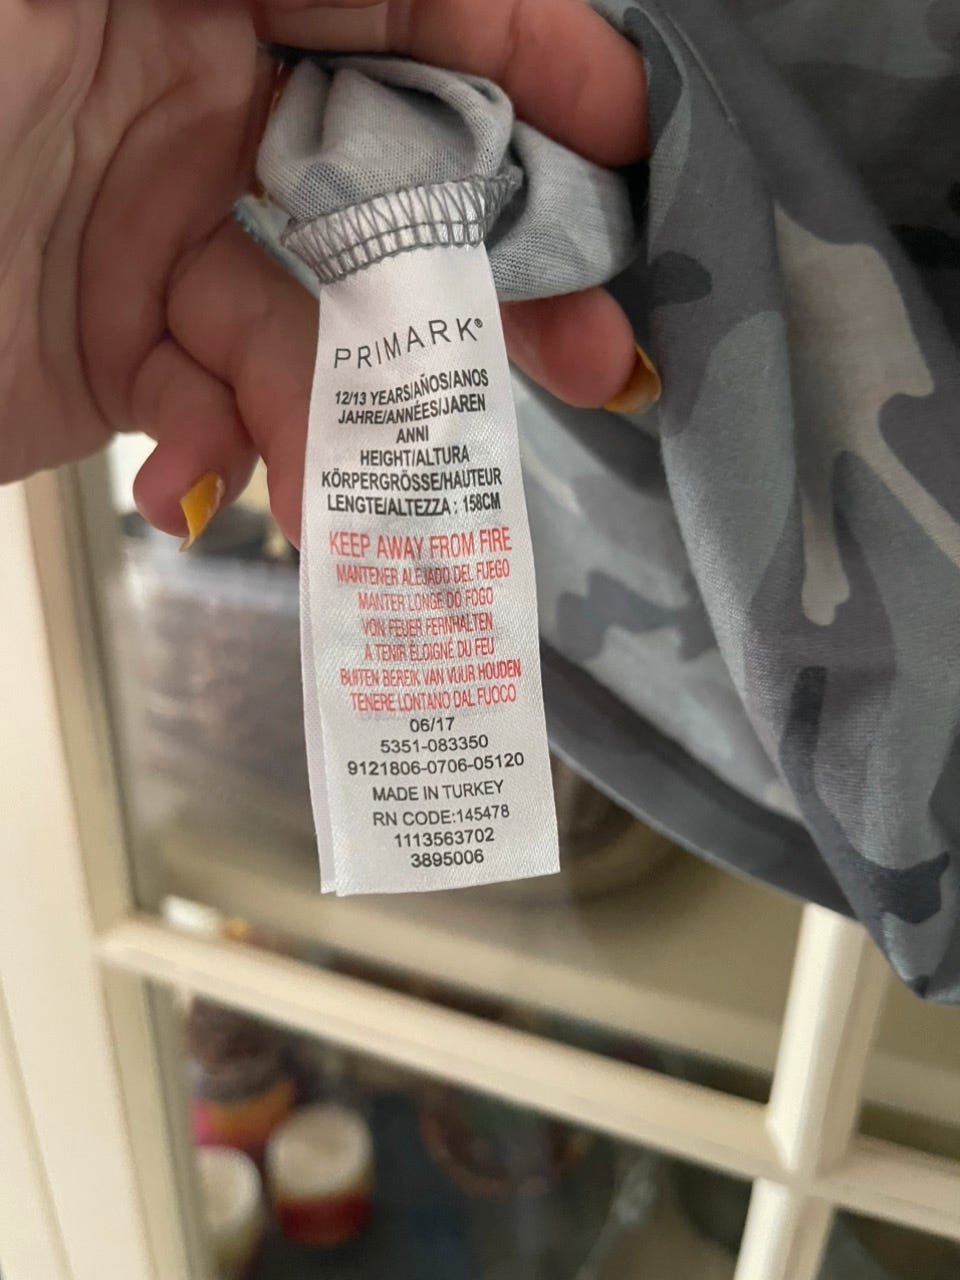 PRIMARK®
12/13 YEARS/AÑOS/ANOS
JAHRE/ANNÉES/JAREN
ANNI
HEIGHT/ALTURA
KÖRPERGRÖSSE/HAUTEUR
LENGTE/ALTEZZA : 158CM
KEEP AWAY FROM FIRE
MANTENER ALEJADO DEL FUEGO
MANTER LONGE DO FOGO
VON FEUER FERNHALTEN
A TENIR ÉLOIGNÉ DU FEU
BUITEN BEREIK VAN VUUR HOUDEN
TENERE LONTANO DAL FUOCO
06/17
5351-083350
9121806-0706-05120
MADE IN TURKEY
RN CODE:145478
1113563702
3895006